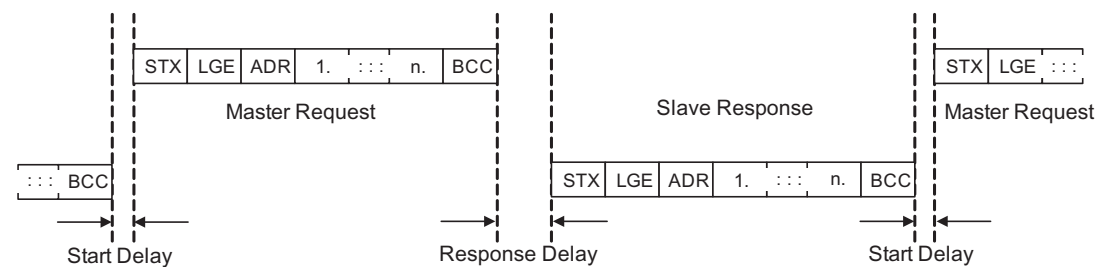 STX LGE ADR 1. : : : n. BCC
STX LGE : : :
Master Request
Slave Response
Master Request
: : : BCC
STX LGE ADR 1. : : : n. BCC
Start Delay
Response Delay
Start Delay